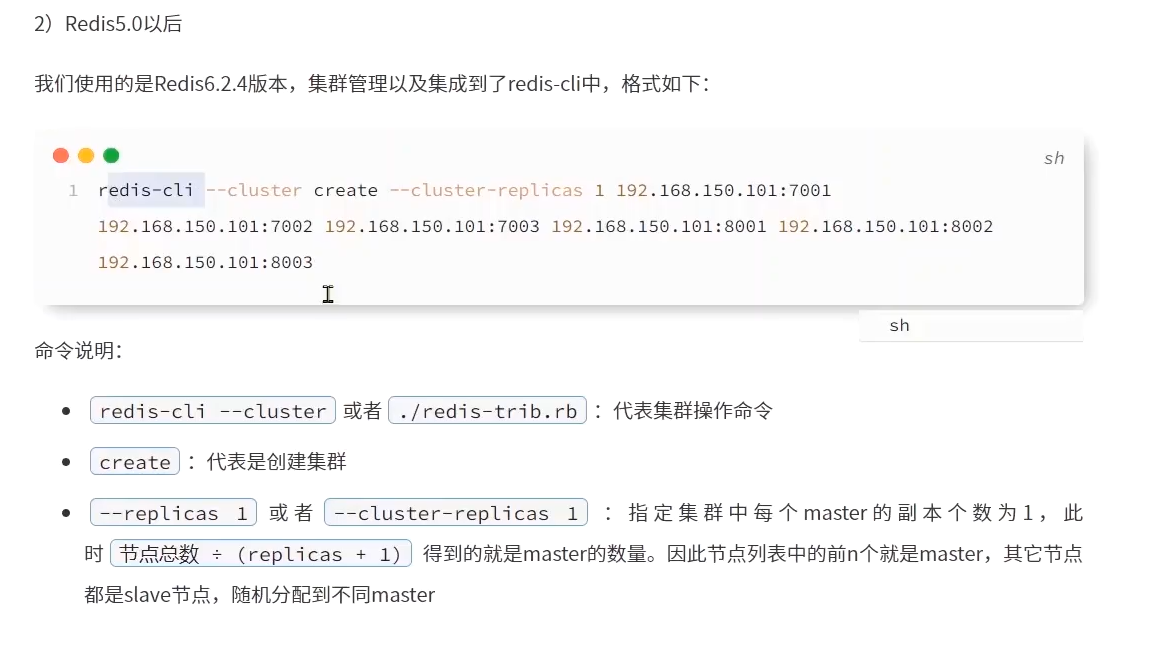 2）Redis5.0以后
我们使用的是Redis6.2.4版本，集群管理以及集成到了redis-cli中，格式如下：
sh
1 redis-cli --cluster create --cluster-replicas 1 192.168.150.101:7001
192.168.150.101:7002 192.168.150.101:7003 192.168.150.101:8001 192.168.150.101:8002
192.168.150.101:8003
sh
命令说明：
redis-cli --cluster 或者 ./redis-trib.rb ：代表集群操作命令
create ：代表是创建集群
--replicas 1 或者 --cluster-replicas 1 ：指定集群中每个master的副本个数为1，此
时 节点总数 ÷ (replicas + 1) 得到的就是master的数量。因此节点列表中的前n个就是master，其它节点
都是slave节点，随机分配到不同master